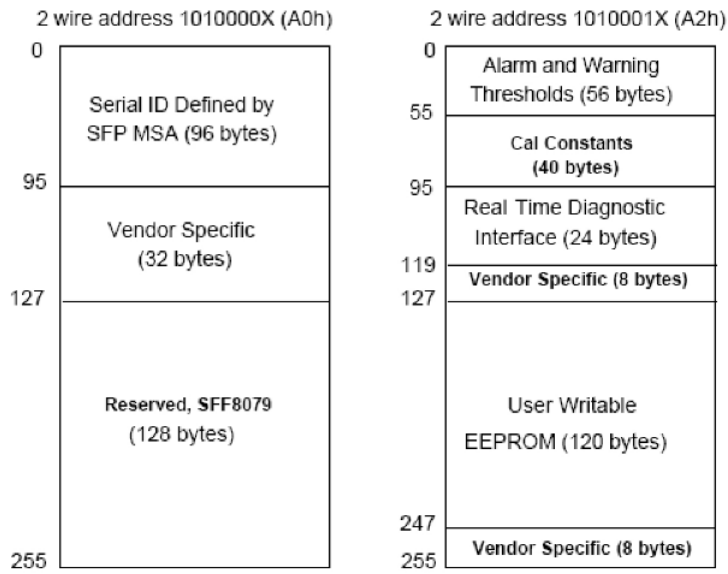 2 wire address 1010000X (A0h)
0
Serial ID Defined by
SFP MSA (96 bytes)
95
Vendor Specific
(32 bytes)
127
Reserved, SFF8079
(128 bytes)
255
2 wire address 1010001X (A2h)
0
Alarm and Warning
Thresholds (56 bytes)
55
Cal Constants
(40 bytes)
95
Real Time Diagnostic
Interface (24 bytes)
119
Vendor Specific (8 bytes)
127
User Writable
EEPROM (120 bytes)
247
Vendor Specific (8 bytes)
255